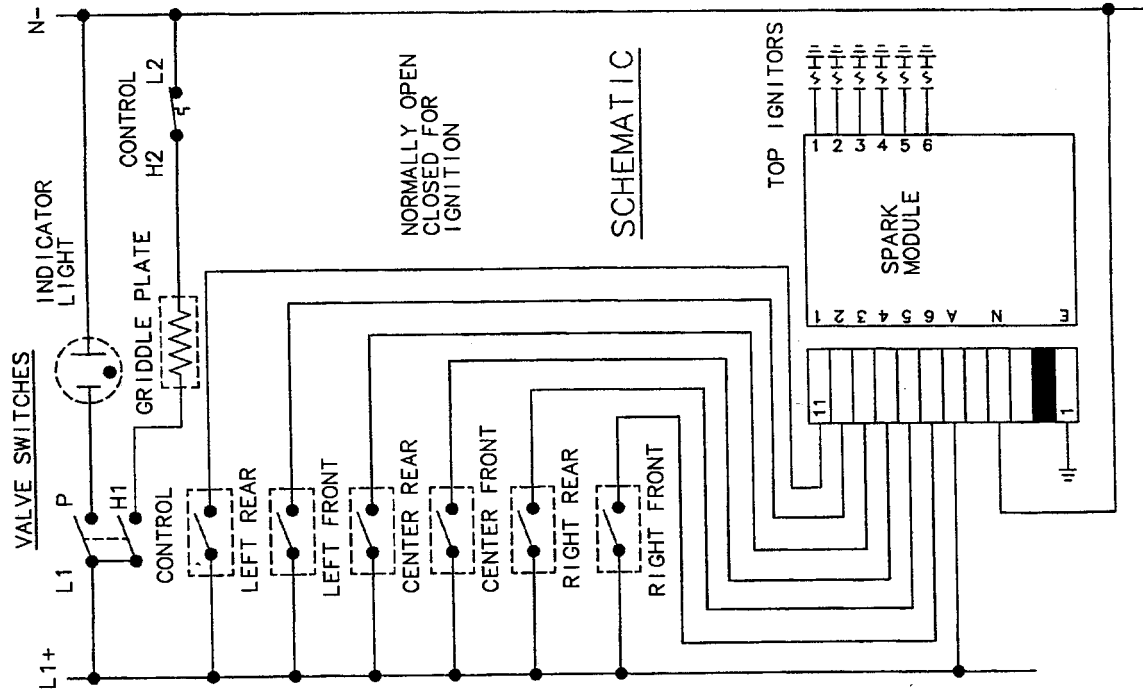 N-
L2
CONTROL
H2
INDICATOR
LIGHT
GRIDDLE PLATE
VALVE SWITCHES
P
H1
L1
CONTROL
L1+
LEFT REAR
LEFT FRONT
CENTER REAR
CENTER FRONT
RIGHT REAR
RIGHT FRONT
NORMALLY OPEN
CLOSED FOR
IGNITION
SCHEMATIC
TOP IGNITORS
1
2
3
4
5
6
SPARK
MODULE
1
2
3
4
5
6
A
N
E
11
1